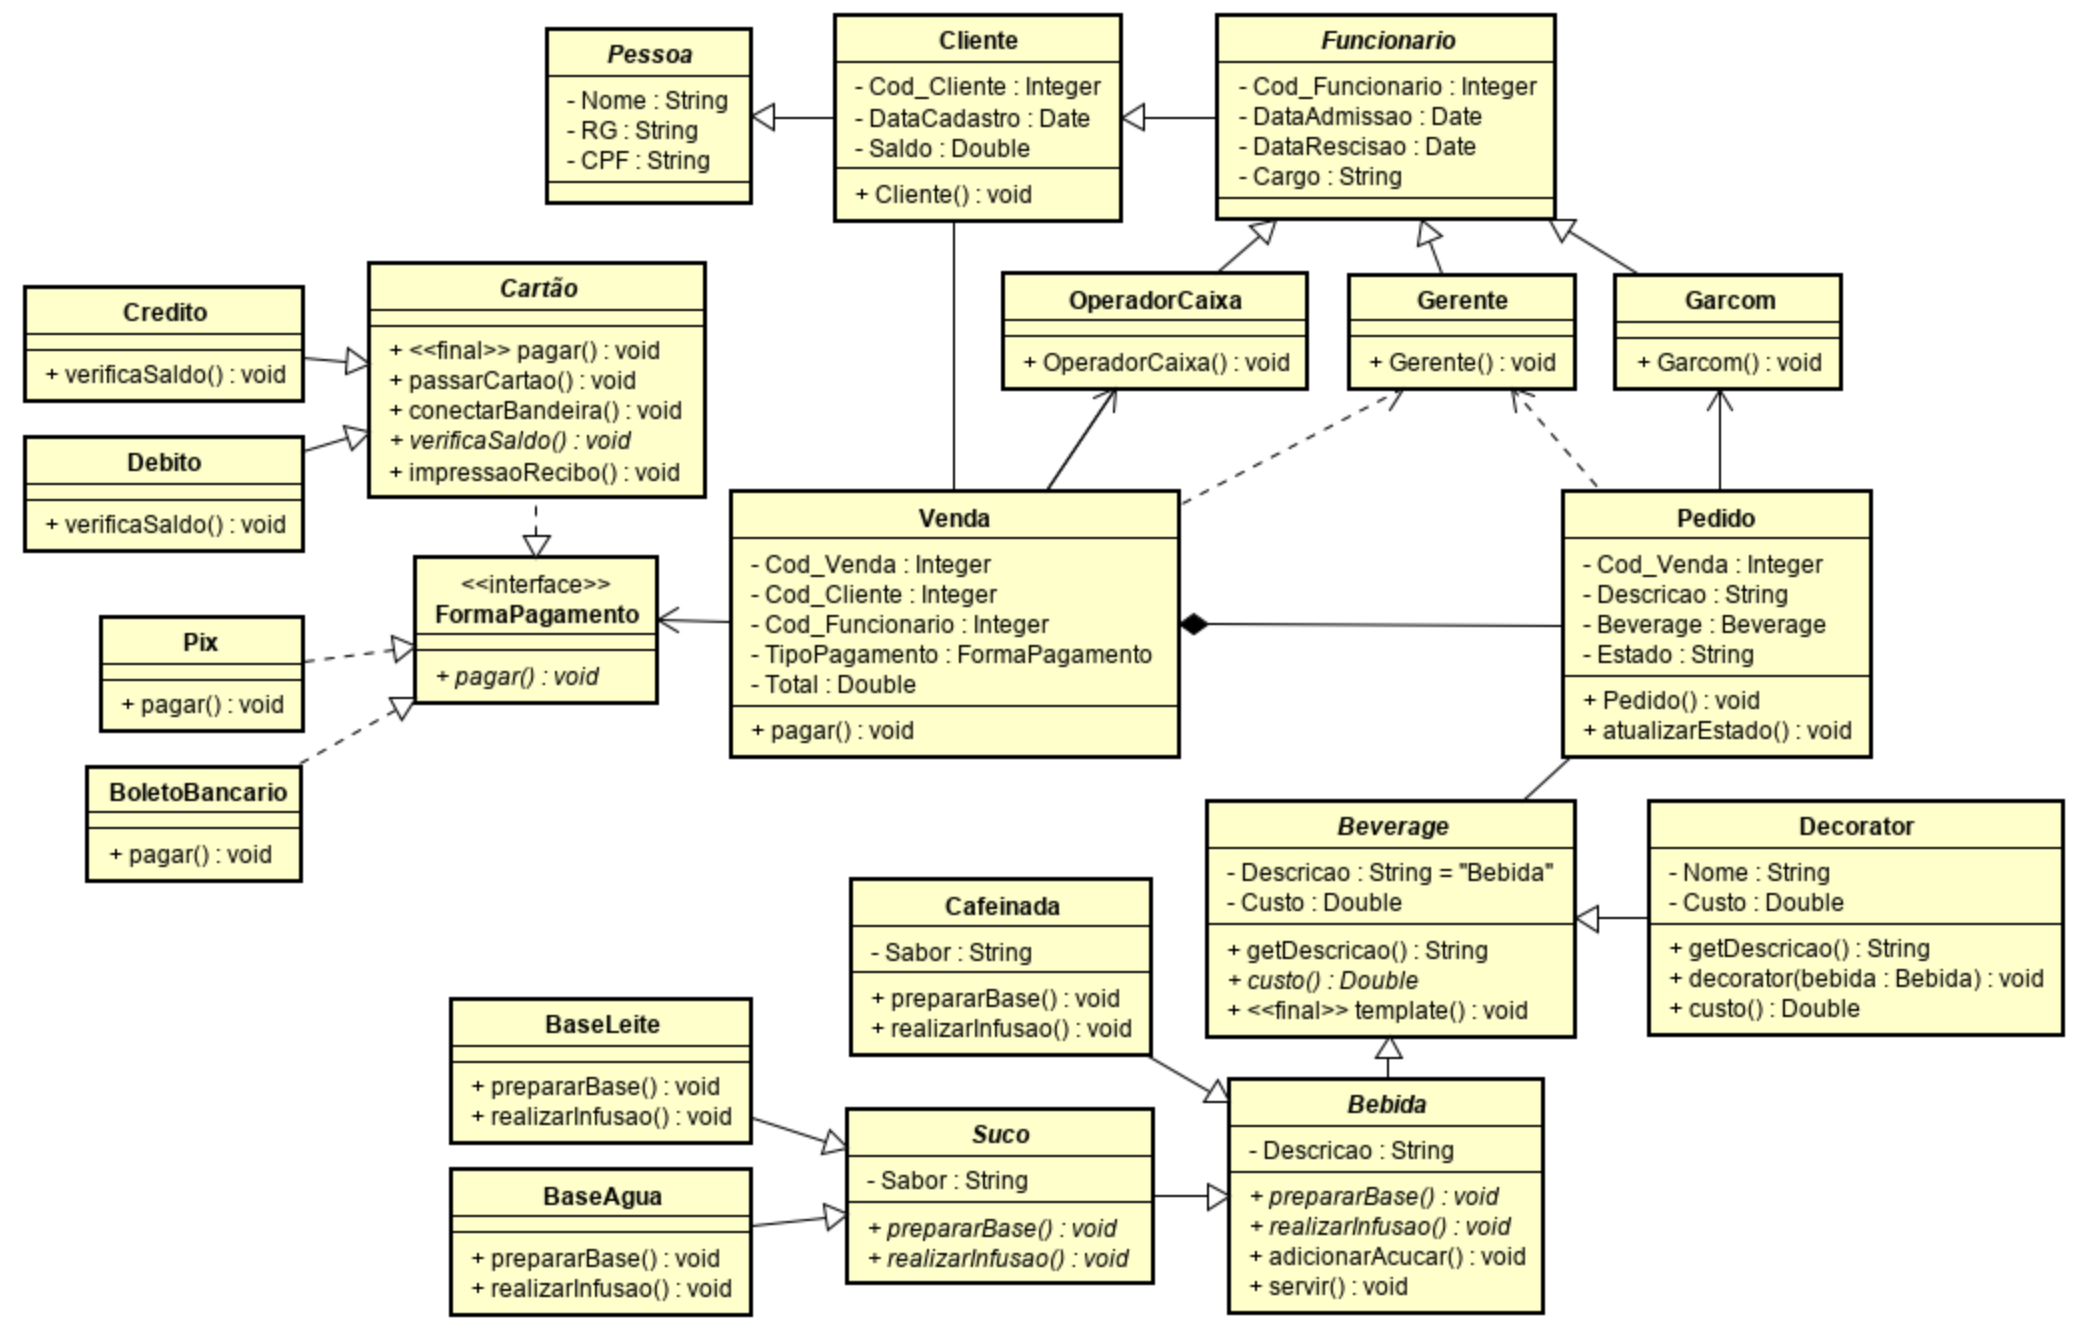 Pessoa
- Nome : String
- RG : String
- CPF : String
Cliente
- Cod_Cliente : Integer
- DataCadastro : Date
- Saldo : Double
+ Cliente() : void
Funcionario
- Cod_Funcionario : Integer
- DataAdmissao : Date
- DataRescisao : Date
- Cargo : String
Credito
+ verificaSaldo() : void
Debito
+ verificaSaldo() : void
Cartão
+ <<final>> pagar() : void
+ passarCartao() : void
+ conectarBandeira() : void
+ verificaSaldo() : void
+ impressaoRecibo() : void
OperadorCaixa
+ OperadorCaixa() : void
Gerente
+ Gerente() : void
Garcom
+ Garcom() : void
Pix
+ pagar() : void
BoletoBancario
+ pagar() : void
<<interface>>
FormaPagamento
+ pagar() : void
Venda
- Cod_Venda : Integer
- Cod_Cliente : Integer
- Cod_Funcionario : Integer
- TipoPagamento : FormaPagamento
- Total : Double
+ pagar() : void
Pedido
- Cod_Venda : Integer
- Descricao : String
- Beverage : Beverage
- Estado : String
+ Pedido() : void
+ atualizarEstado() : void
Beverage
- Descricao : String = "Bebida"
- Custo : Double
+ getDescricao() : String
+ custo() : Double
+ <<final>> template() : void
Decorator
- Nome : String
- Custo : Double
+ getDescricao() : String
+ decorator(bebida : Bebida) : void
+ custo() : Double
Cafeinada
- Sabor : String
+ prepararBase() : void
+ realizarInfusao() : void
BaseLeite
+ prepararBase() : void
+ realizarInfusao() : void
BaseAgua
+ prepararBase() : void
+ realizarInfusao() : void
Suco
- Sabor : String
+ prepararBase() : void
+ realizarInfusao() : void
Bebida
- Descricao : String
+ prepararBase() : void
+ realizarInfusao() : void
+ adicionarAcucar() : void
+ servir() : void